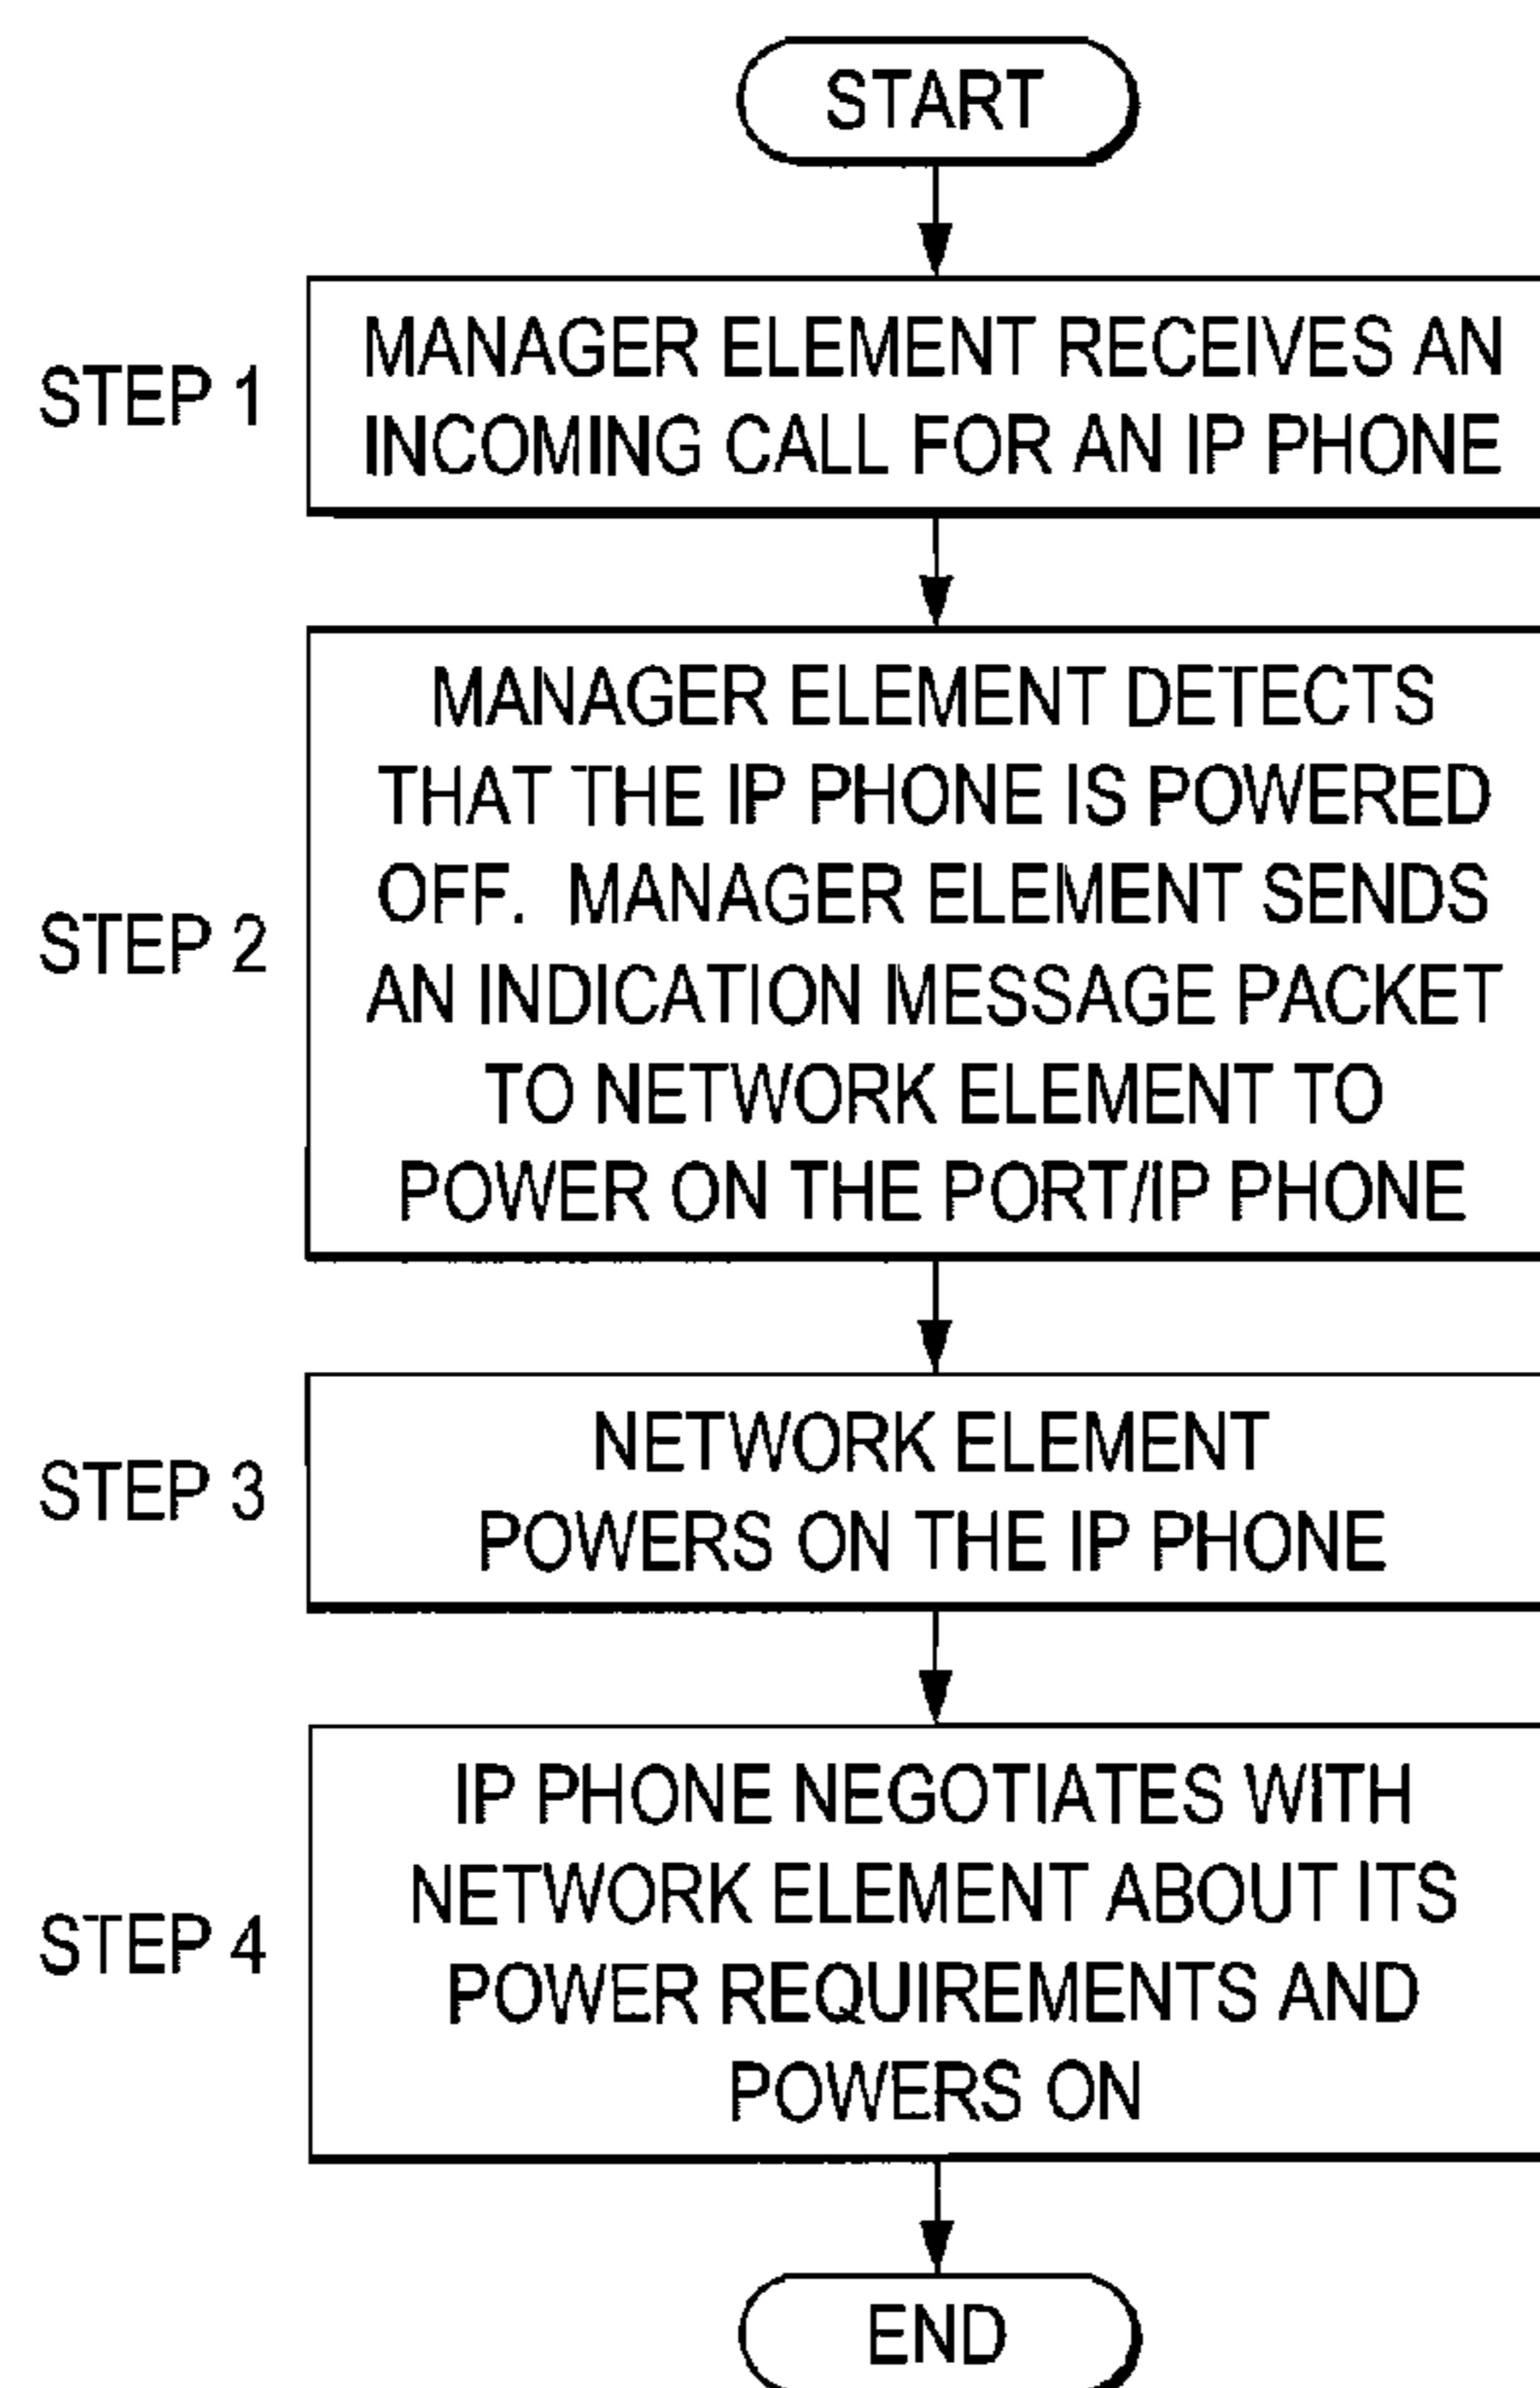 START
STEP 1
MANAGER ELEMENT RECEIVES AN
INCOMING CALL FOR AN IP PHONE
STEP 2
MANAGER ELEMENT DETECTS
THAT THE IP PHONE IS POWERED
OFF. MANAGER ELEMENT SENDS
AN INDICATION MESSAGE PACKET
TO NETWORK ELEMENT TO
POWER ON THE PORT/IP PHONE
STEP 3
NETWORK ELEMENT
POWERS ON THE IP PHONE
STEP 4
IP PHONE NEGOTIATES WITH
NETWORK ELEMENT ABOUT ITS
POWER REQUIREMENTS AND
POWERS ON
END